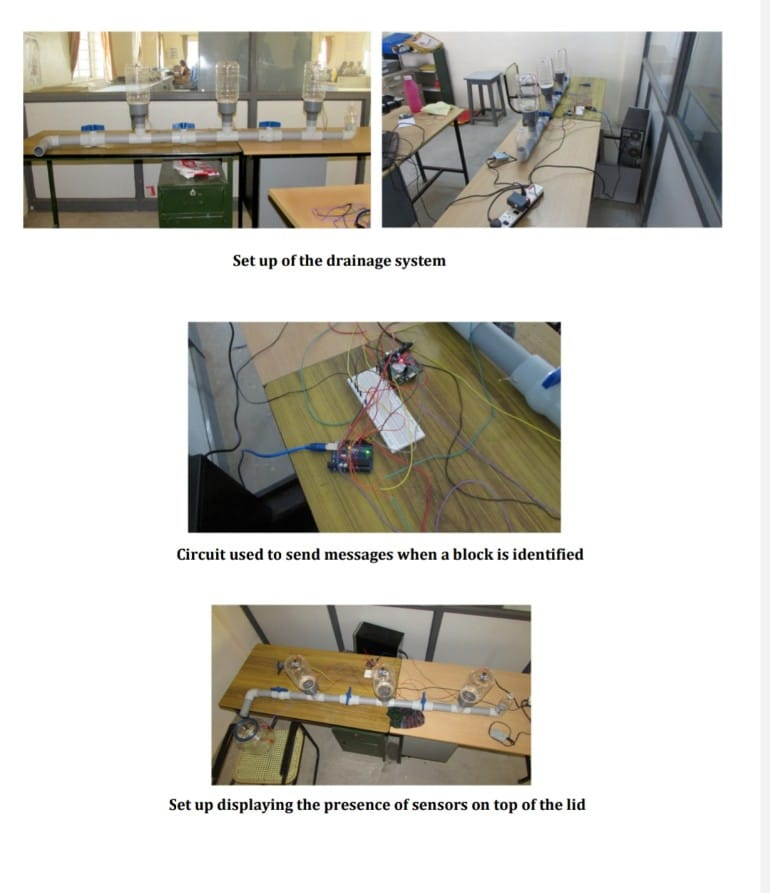 Set up of the drainage system
Circuit used to send messages when a block is identified
Set up displaying the presence of sensors on top of the lid